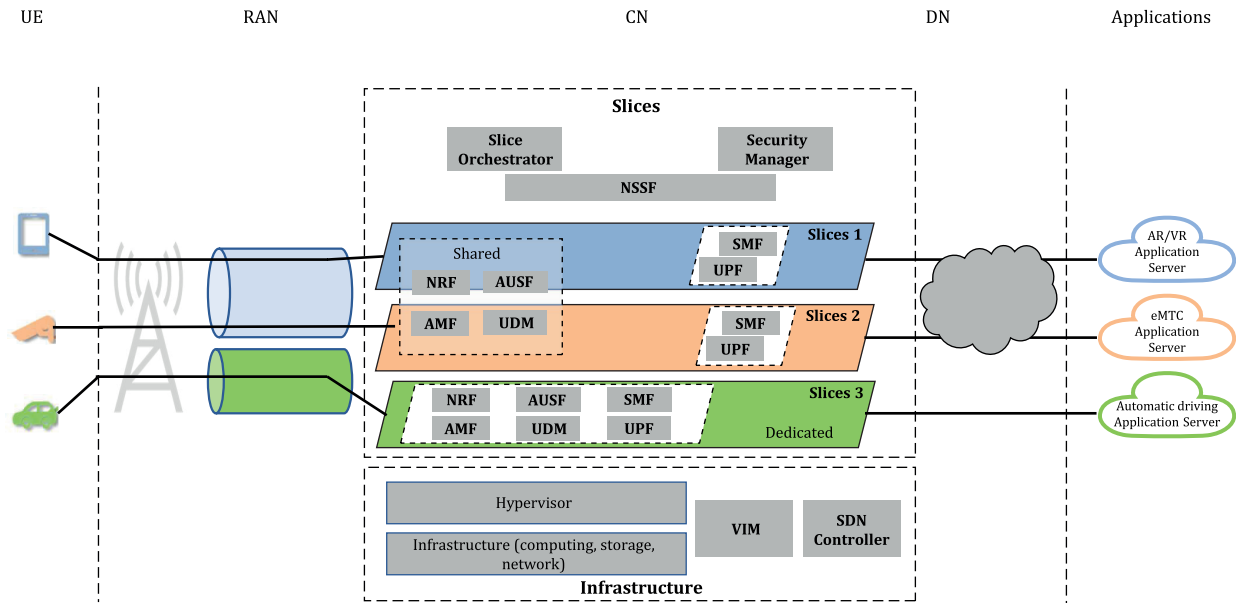 UE
RAN
CN
DN
Applications
Slices
Slice
Orchestrator
Security
Manager
NSSF
Slices 1
Shared
NRF
AUSF
SMF
UPF
AR/VR
Application
Server
Slices 2
AMF
UDM
SMF
UPF
eMTC
Application
Server
Slices 3
NRF
AUSF
SMF
AMF
UDM
UPF
Dedicated
Automatic driving
Application Server
Hypervisor
Infrastructure (computing, storage,
network)
VIM
SDN
Controller
Infrastructure